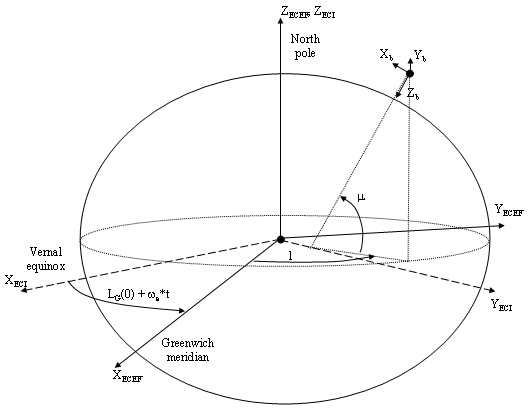 Z_ECEF, Z_ECI
North
pole
X_b
Y_b
Z_b
μ
Y_ECEF
Vernal
equinox
X_ECI
l
L_G(0) + ω_e*t
Y_ECI
Greenwich
meridian
X_ECEF